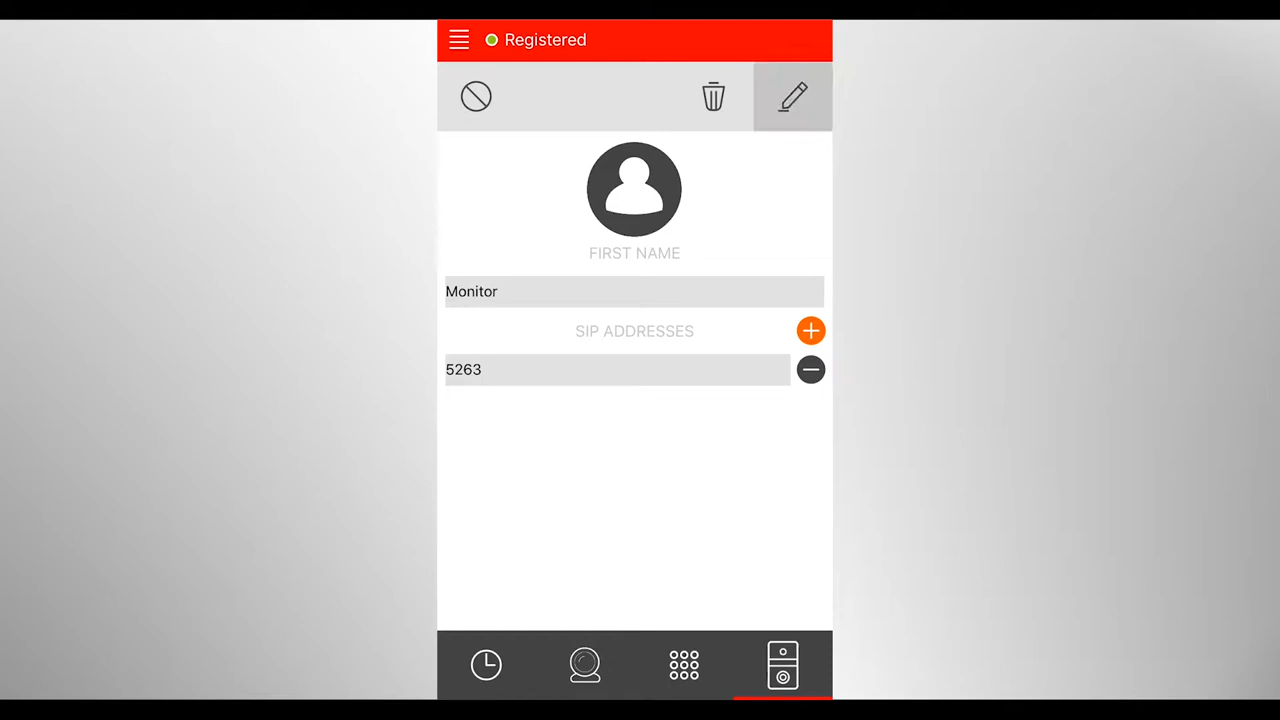 Registered
FIRST NAME
Monitor
SIP ADDRESSES
5263